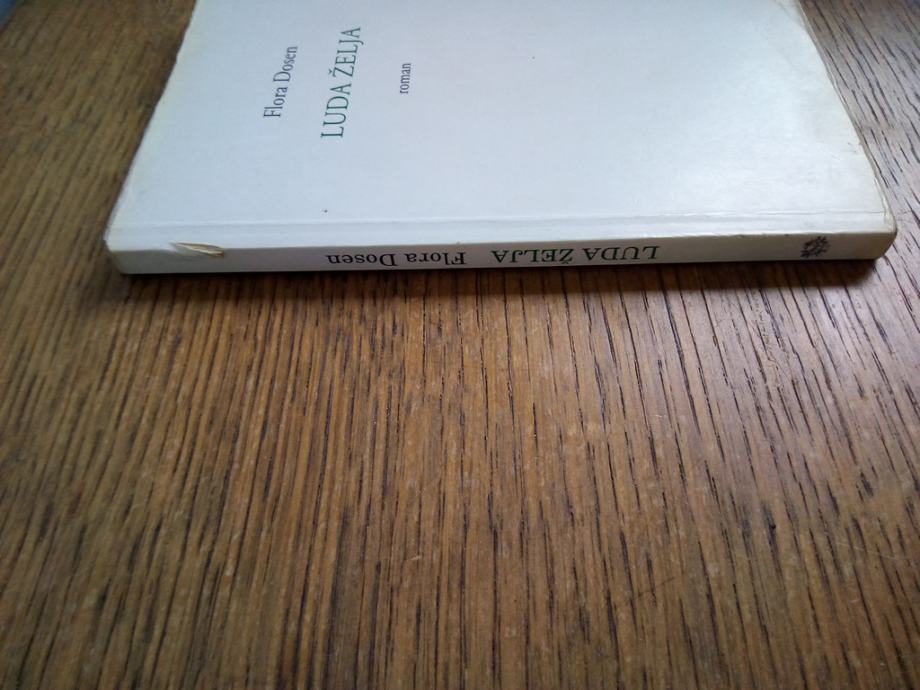 Flora Dosen
LUDA ŽELJA
roman
LUDA ŽELJA Flora Dosen